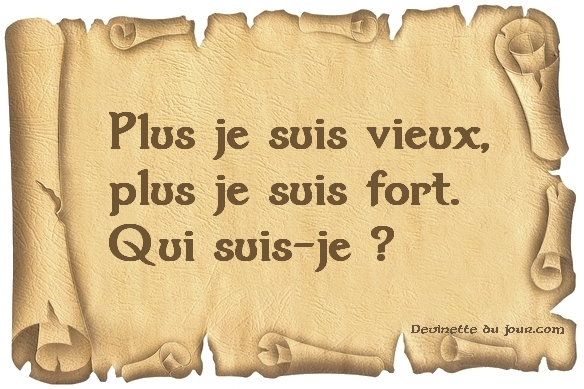 Plus je suis vieux,
plus je suis fort.
Qui suis-je ?
Devinette du jour.com